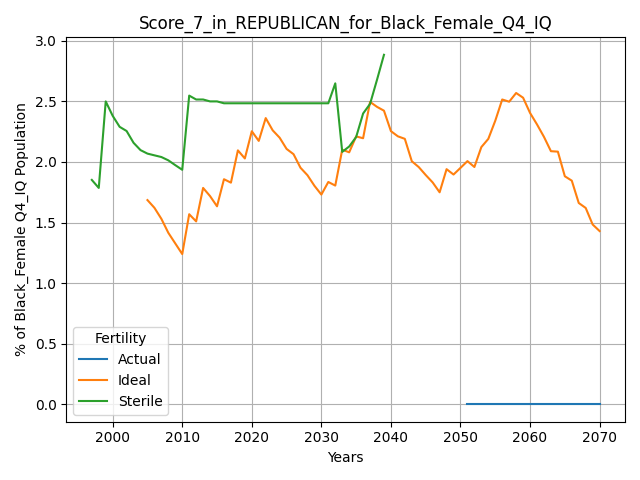 Score_7_in_REPUBLICAN_for_Black_Female_Q4_IQ
% of Black_Female Q4_IQ Population
3.0
2.5
2.0
1.5
1.0
0.5
0.0
Fertility
Actual
Ideal
Sterile
2000 2010 2020 2030 2040 2050 2060 2070
Years